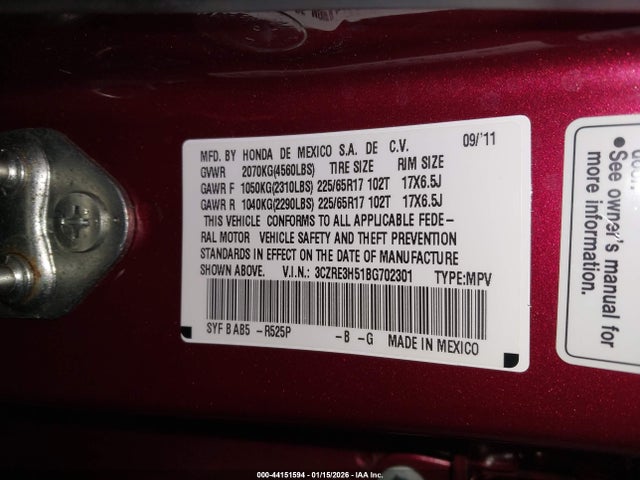 DE MEXICO
MFD. BY HONDA DE MEXICO S.A. DE C.V. 09/'11
GVWR 2070KG(4560LBS) TIRE SIZE RIM SIZE
GAWR F 1050KG(2310LBS) 225/65R17 102T 17X6.5J
GAWR R 1040KG(2290LBS) 225/65R17 102T 17X6.5J
THIS VEHICLE CONFORMS TO ALL APPLICABLE FEDE-
RAL MOTOR VEHICLE SAFETY AND THEFT PREVENTION
STANDARDS IN EFFECT ON THE DATE OF MANUFACTURE
SHOWN ABOVE. V.I.N.: 3CZRE3H51BG702301 TYPE:MPV
SYF B AB5 -R525P -B -G MADE IN MEXICO
● See owner's manual for
more information.
000-44151594 - 01/15/2026 - IAA Inc.